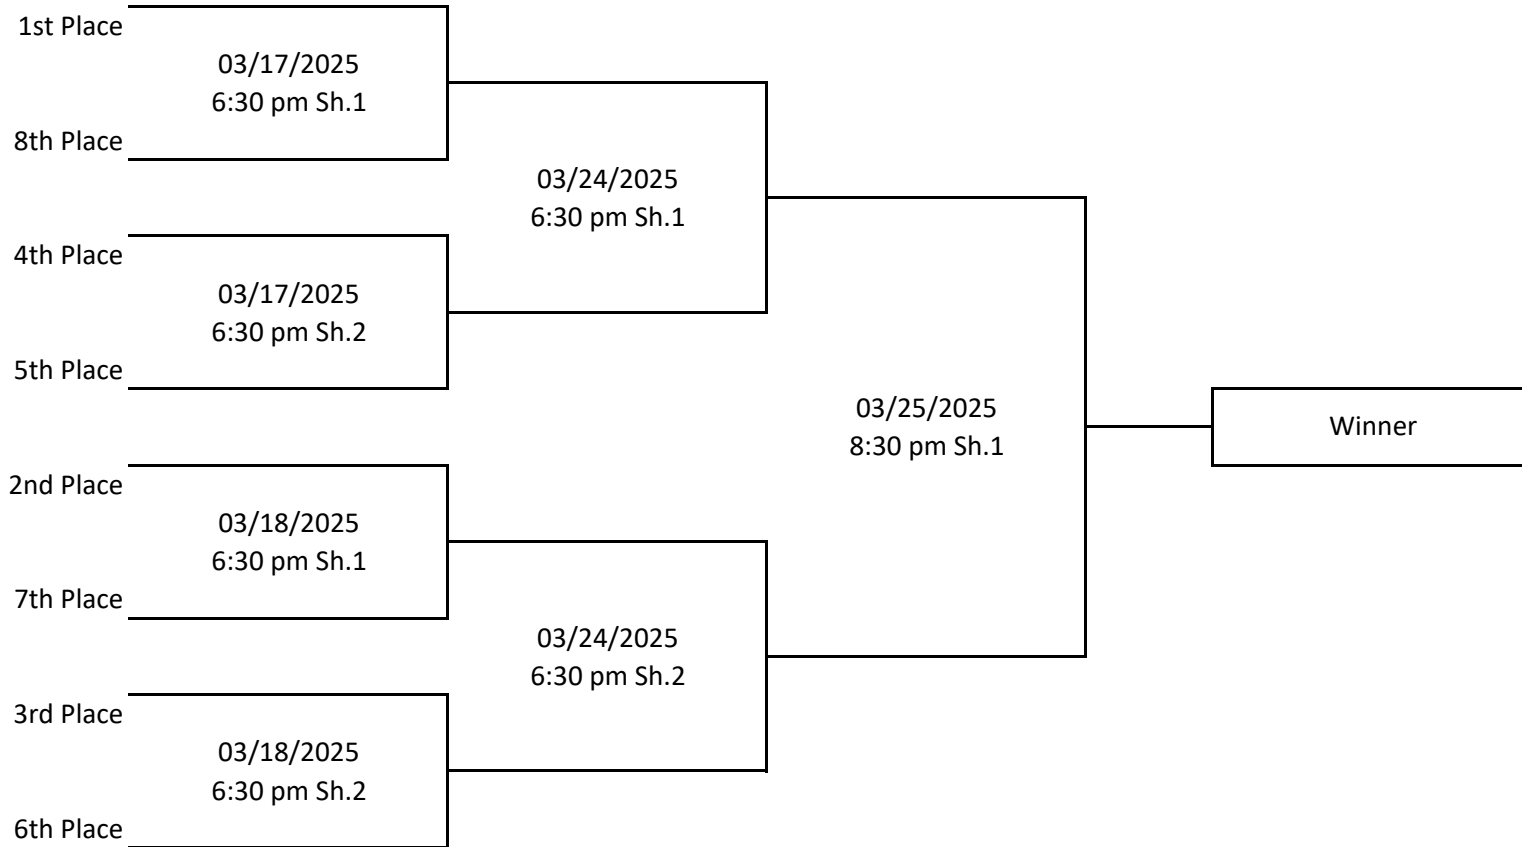 1st Place
03/17/2025
6:30 pm Sh.1
8th Place
03/24/2025
6:30 pm Sh.1
4th Place
03/17/2025
6:30 pm Sh.2
5th Place
03/25/2025
8:30 pm Sh.1
Winner
2nd Place
03/18/2025
6:30 pm Sh.1
7th Place
03/24/2025
6:30 pm Sh.2
3rd Place
03/18/2025
6:30 pm Sh.2
6th Place